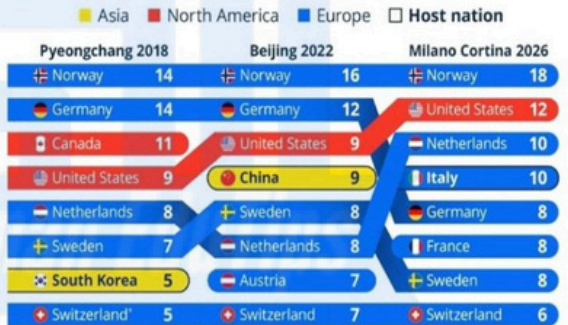 Asia North America Europe Host nation
Pyeongchang 2018 Beijing 2022 Milano Cortina 2026
Norway 14 Norway 16 Norway 18
Germany 14 Germany 12 United States 12
Canada 11 United States 9 Netherlands 10
United States 9 China 9 Italy 10
Netherlands 8 Sweden 8 Germany 8
Sweden 7 Netherlands 8 France 8
South Korea 5 Austria 7 Sweden 8
Switzerland* 5 Switzerland 7 Switzerland 6